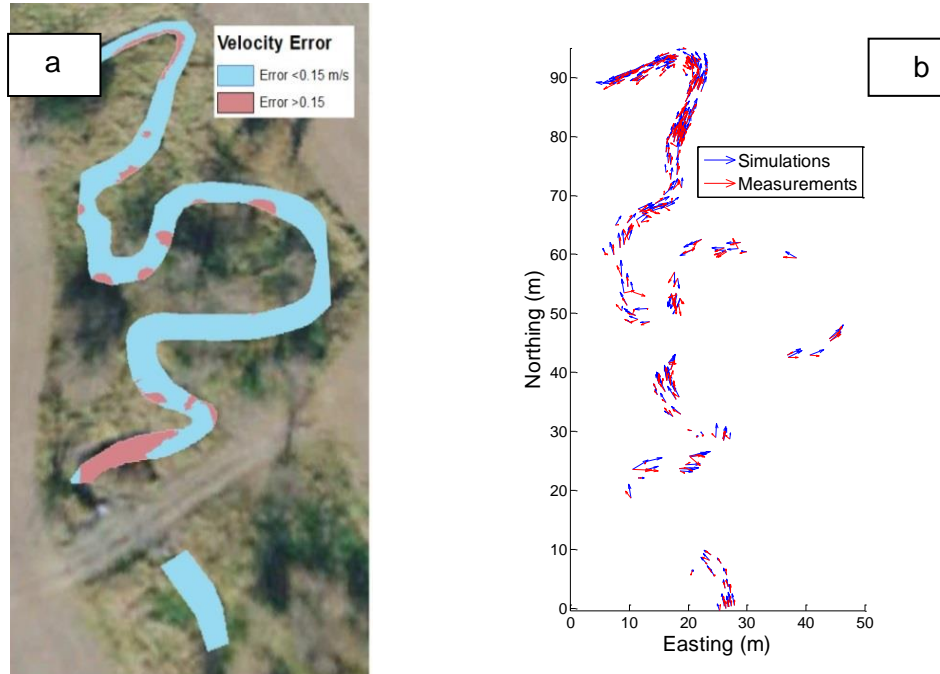 a
Velocity Error
Error <0.15 m/s
Error >0.15
b
90
80
70
60
50
40
30
20
10
0
Northing (m)
Simulations
Measurements
0 10 20 30 40 50
Easting (m)